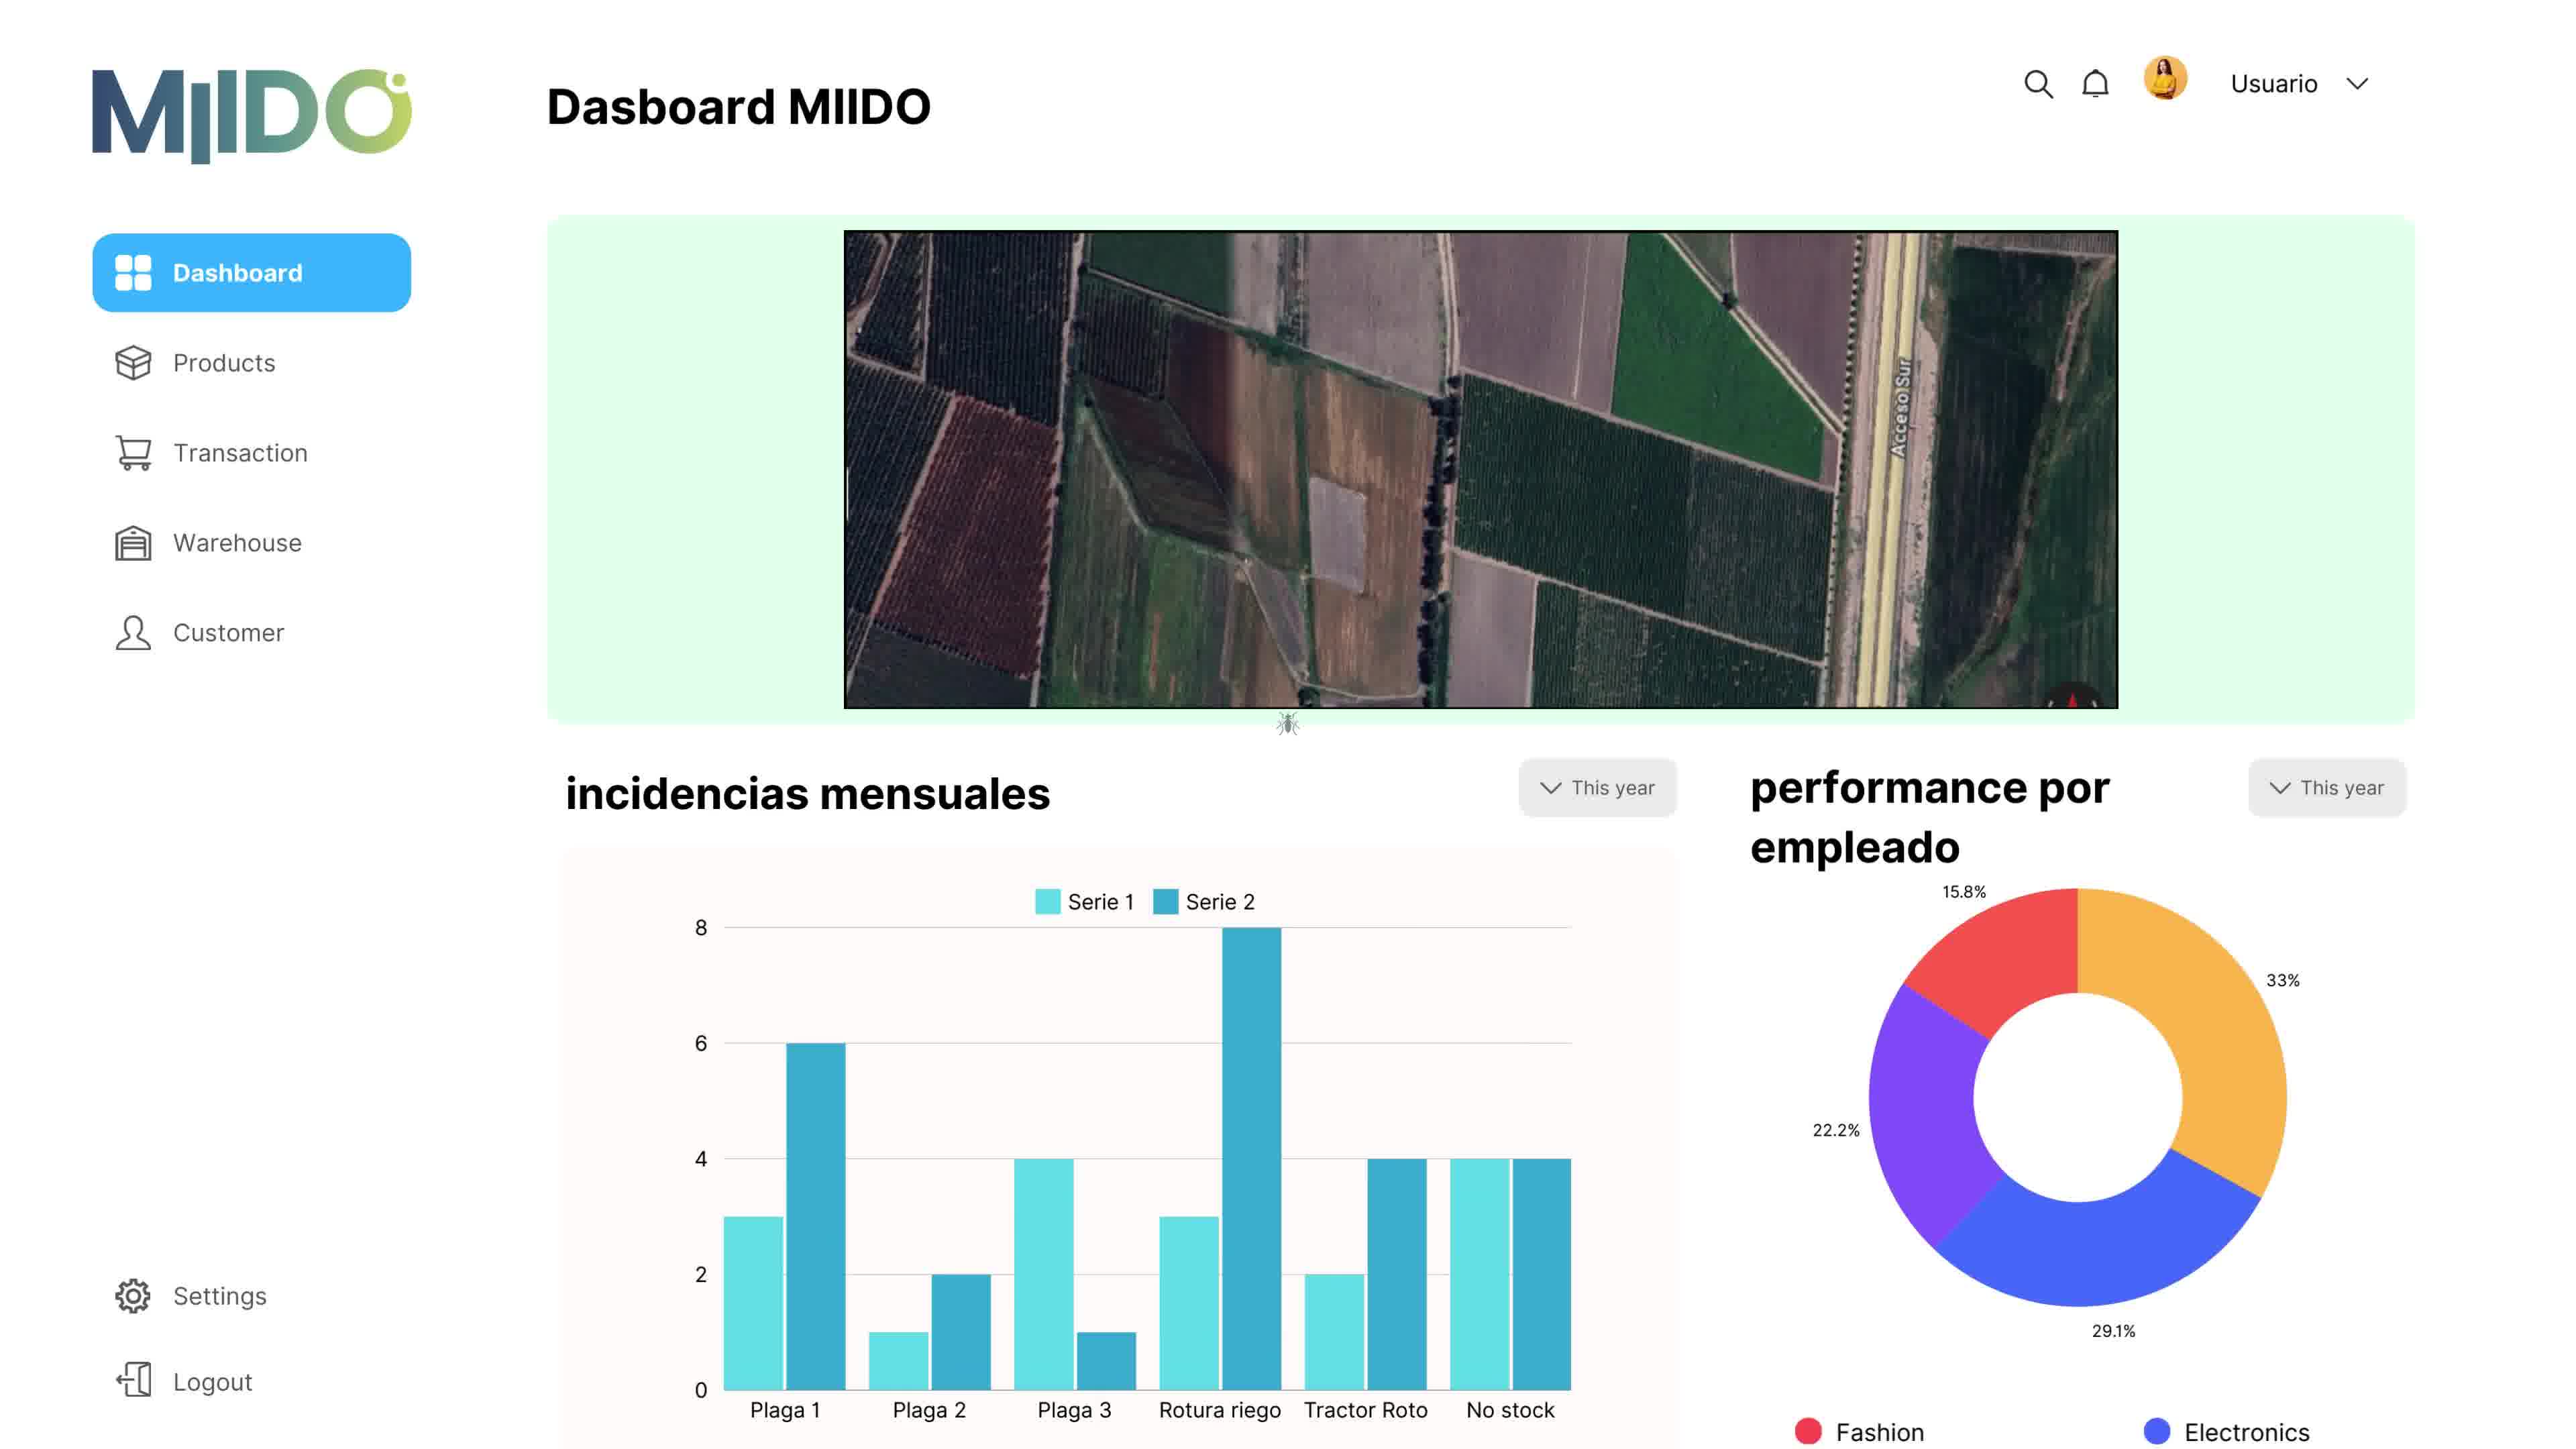 MIIDO
Dasboard MIIDO
Usuario
Dashboard
Products
Transaction
Warehouse
Customer
Settings
Logout
Acceso Sur
incidencias mensuales
This year
Serie 1
Serie 2
8
6
4
2
0
Plaga 1
Plaga 2
Plaga 3
Rotura riego
Tractor Roto
No stock
performance por
empleado
This year
15.8%
33%
22.2%
29.1%
Fashion
Electronics